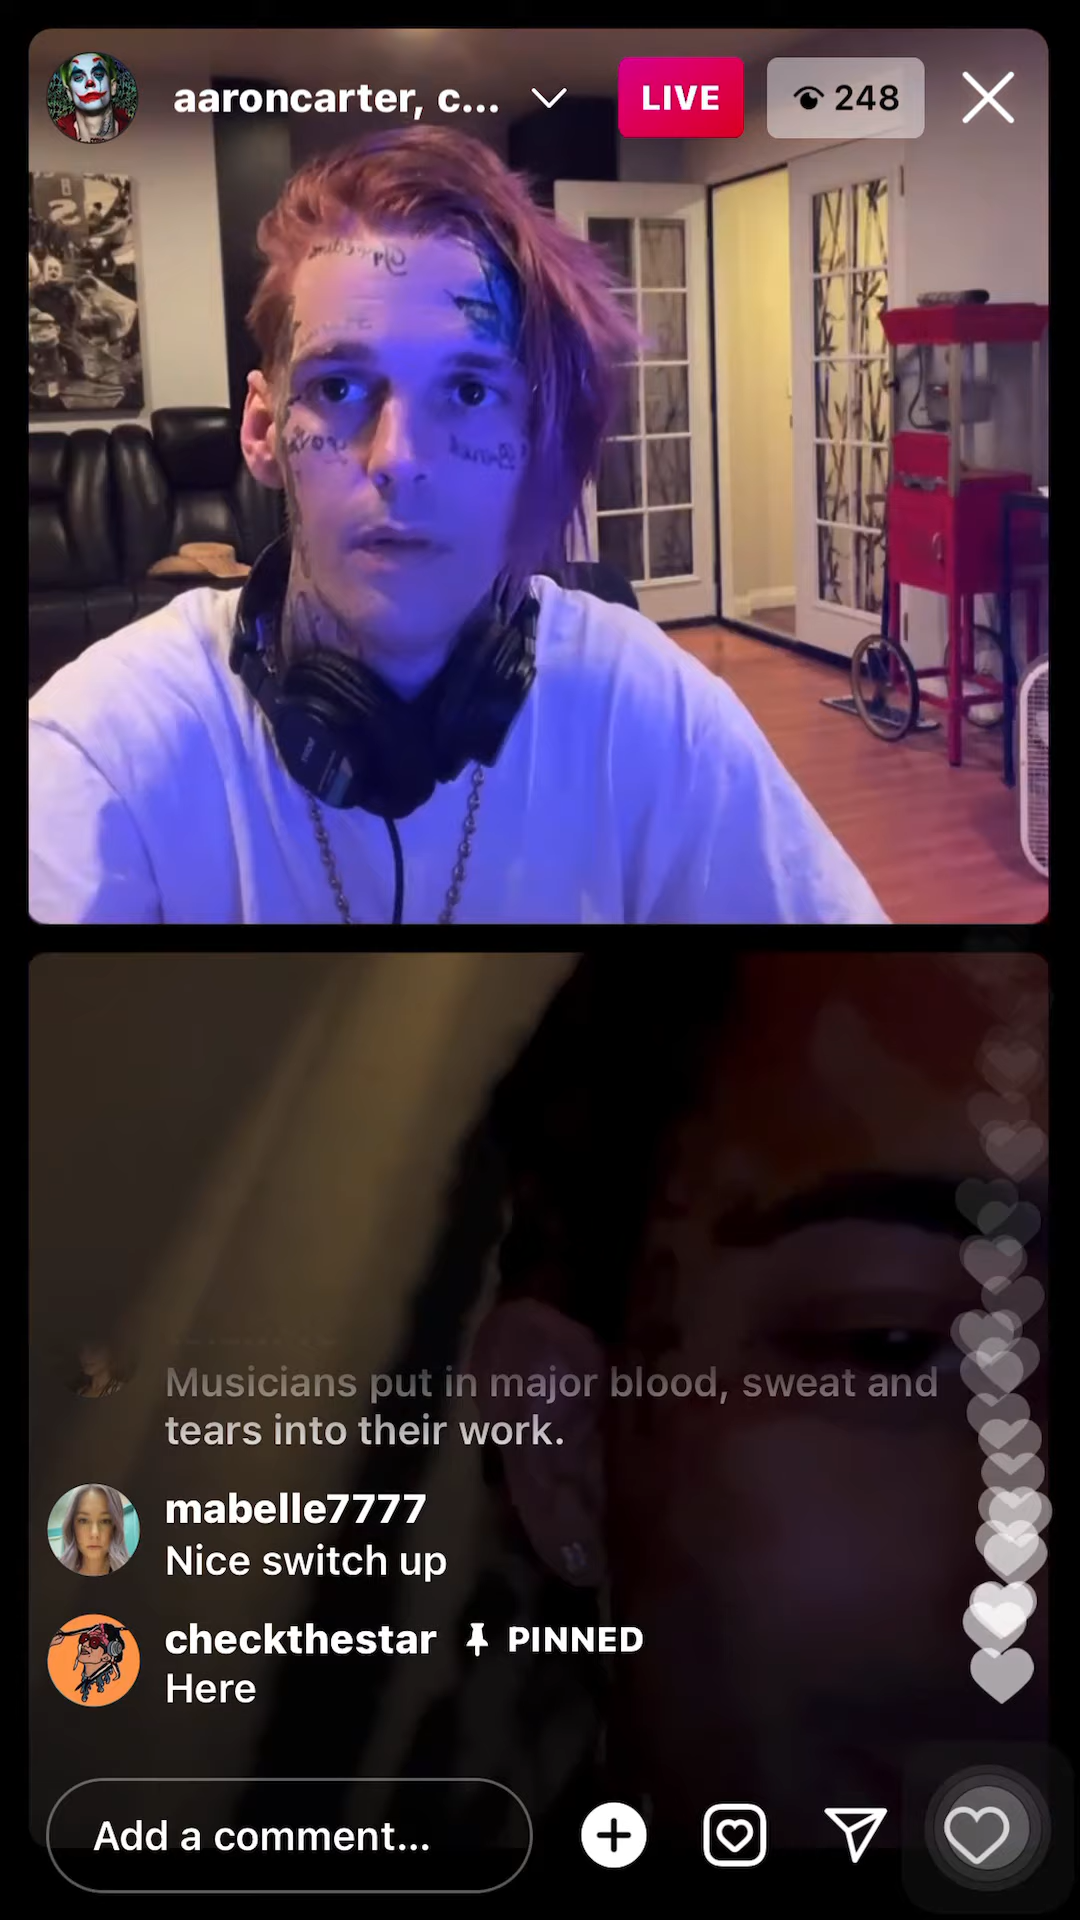 aaroncarter, c...
LIVE
248
Musicians put in major blood, sweat and
tears into their work.
mabelle7777
Nice switch up
checkthestar PINNED
Here
Add a comment...